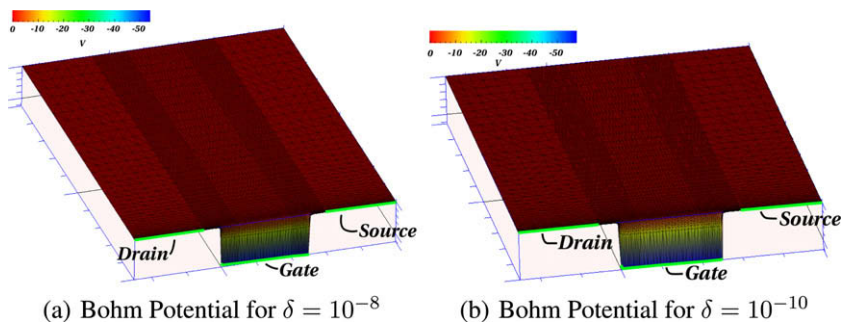 0 -10 -20 -30 -40 -50
V
0 -10 -20 -30 -40 -50
V
Drain
Source
Gate
Drain
Source
Gate
(a) Bohm Potential for δ = 10⁻⁸
(b) Bohm Potential for δ = 10⁻¹⁰